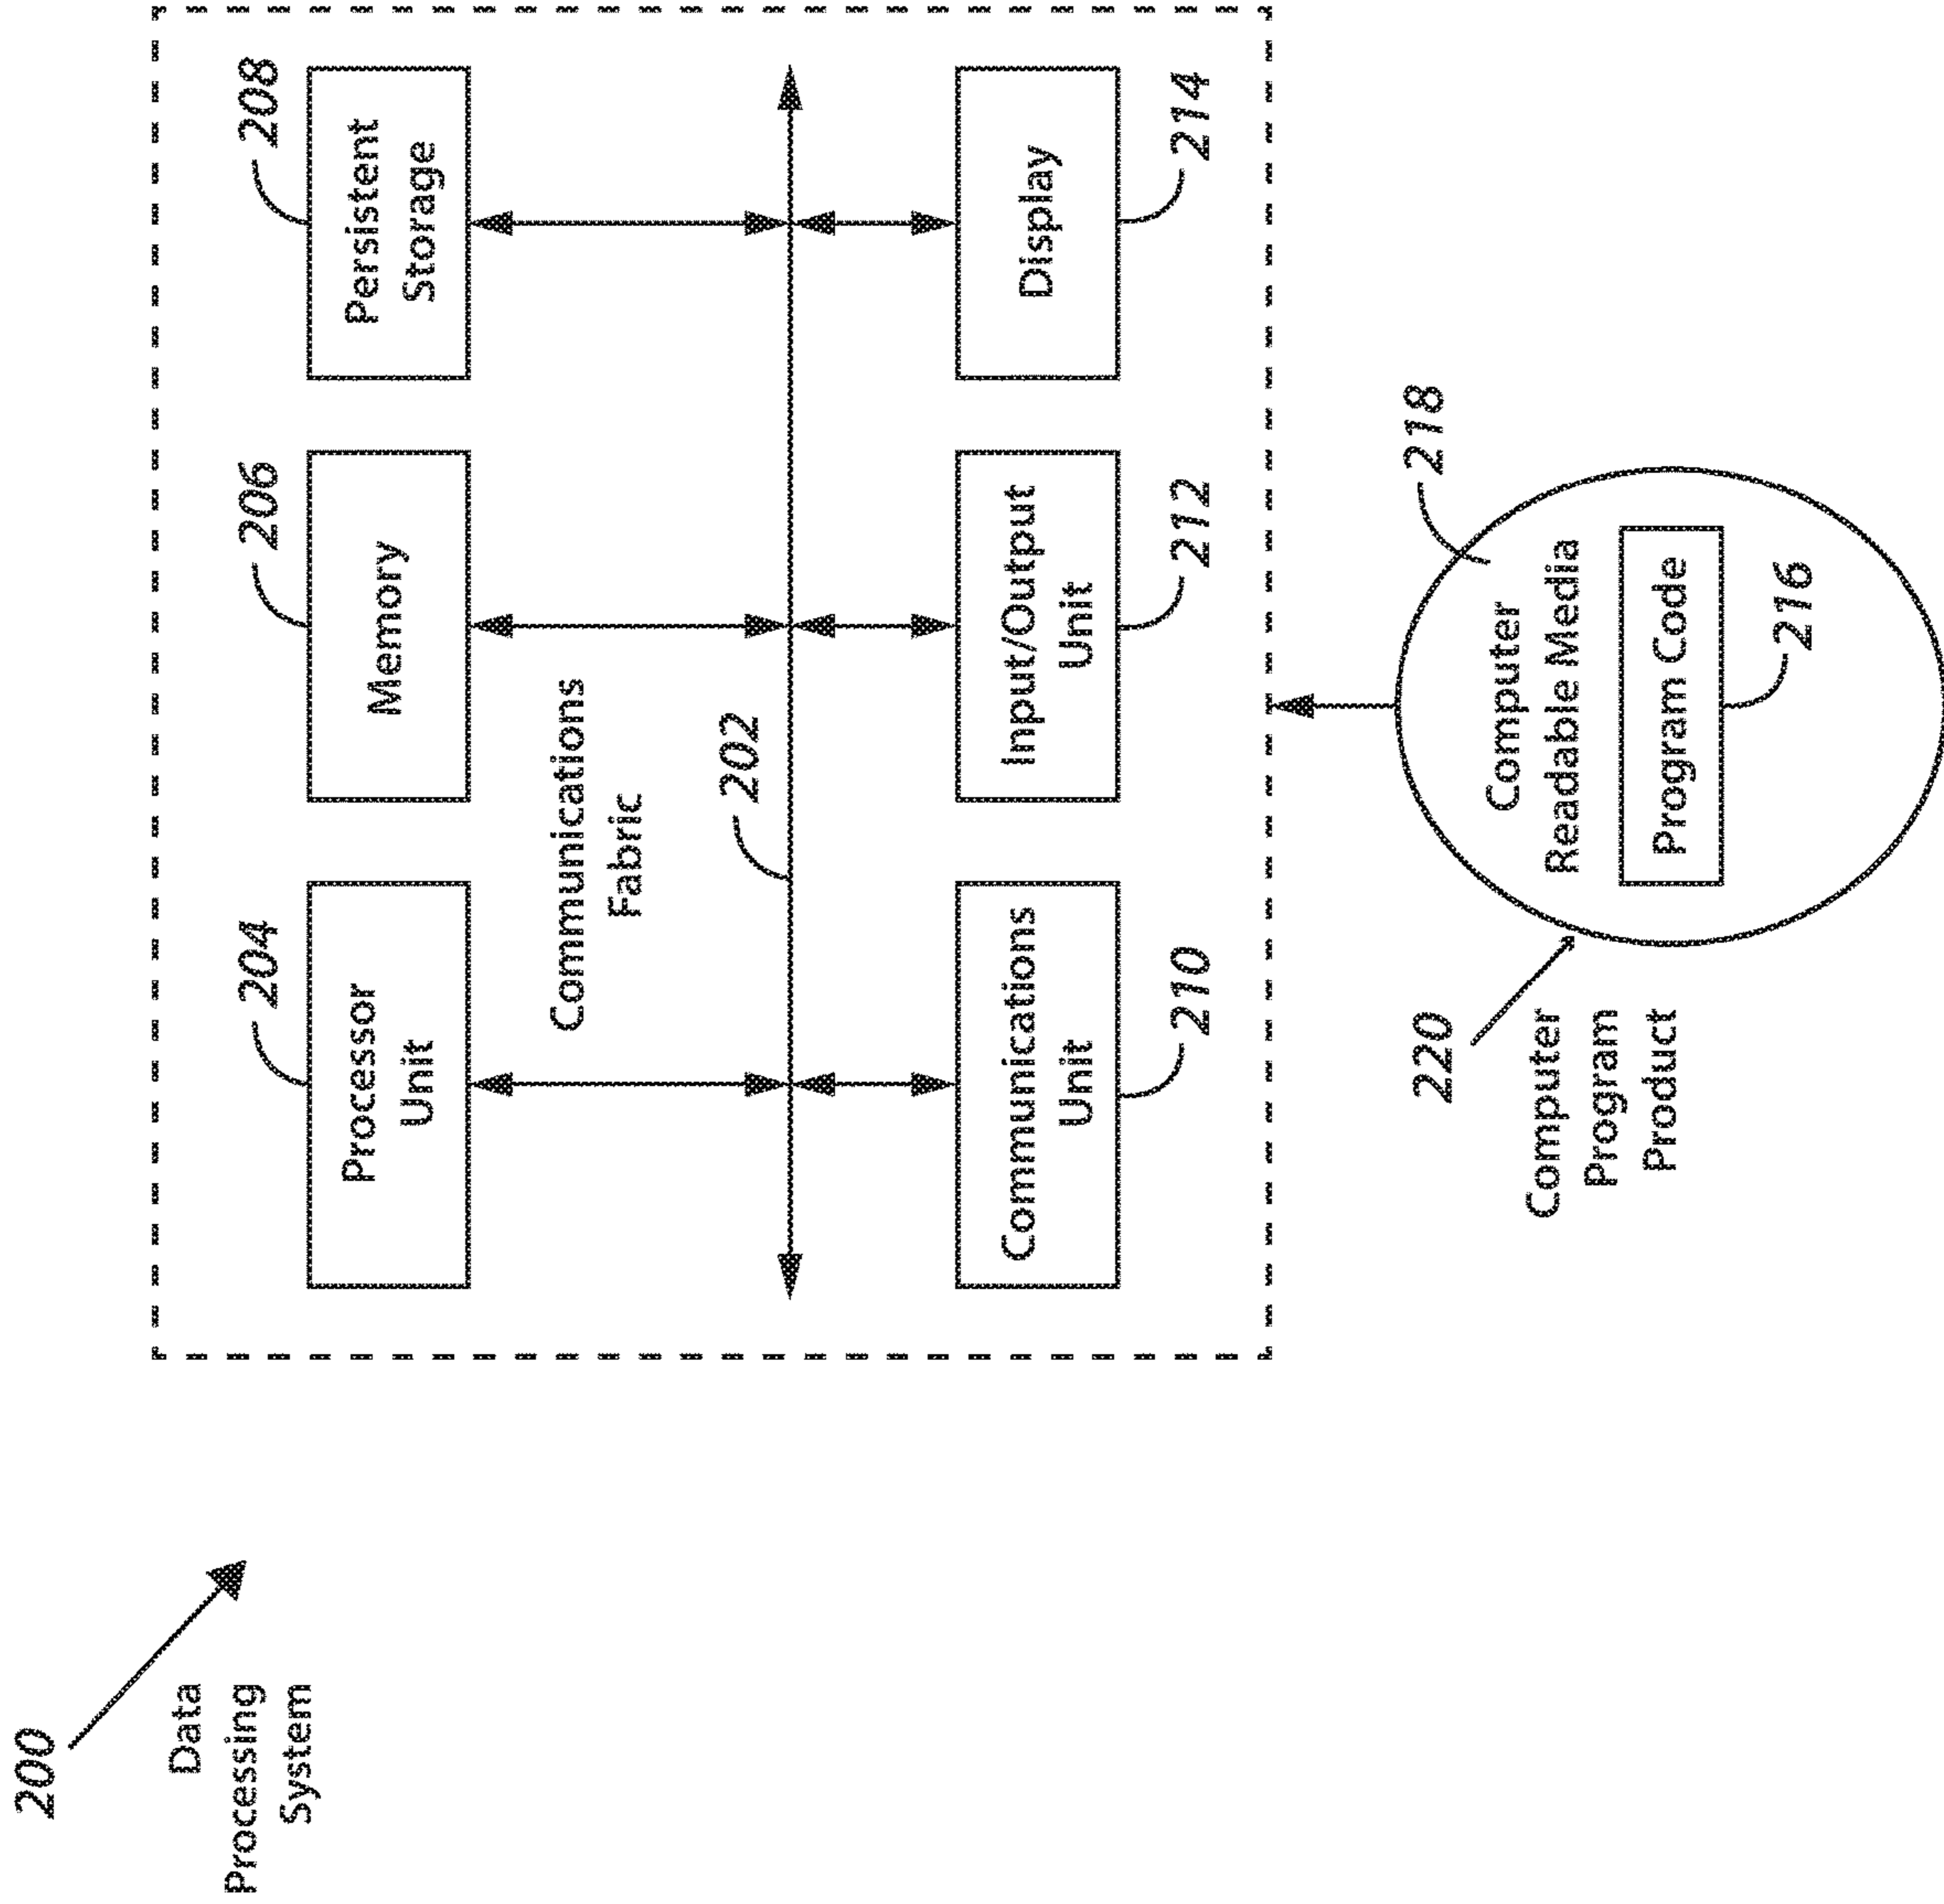 200
Data
Processing
System
204
Processor
Unit
206
Memory
208
Persistent
Storage
Communications
Fabric
202
Communications
Unit
210
Input/Output
Unit
212
Display
214
220
Computer
Program
Product
218
Computer
Readable Media
Program Code
216